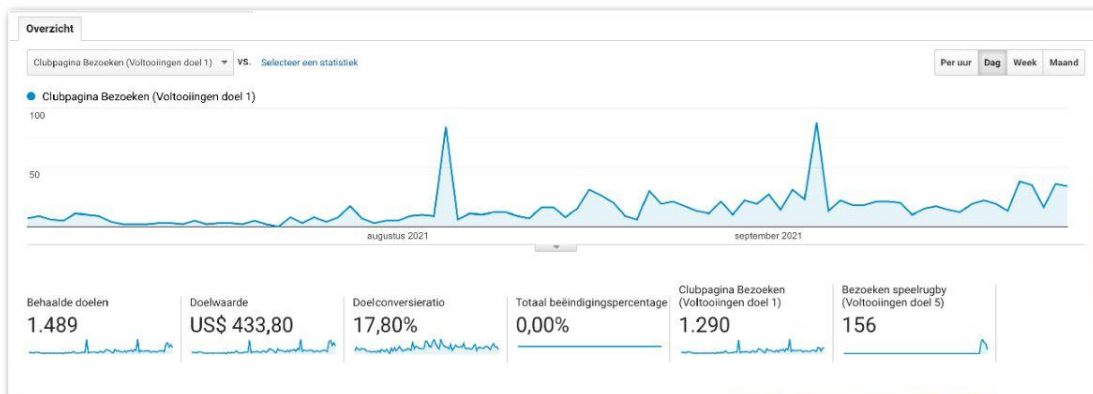 Overzicht
Clubpagina Bezoeken (Voltooiingen doel 1) vs. Selecteer een statistiek
Per uur Dag Week Maand
Clubpagina Bezoeken (Voltooiingen doel 1)
100
50
augustus 2021 september 2021
Behaalde doelen
1.489
Doelwaarde
US$ 433,80
Doelconversieratio
17,80%
Totaal beëindigingspercentage
0,00%
Clubpagina Bezoeken
(Voltooiingen doel 1)
1.290
Bezoeken speelrugby
(Voltooiingen doel 5)
156